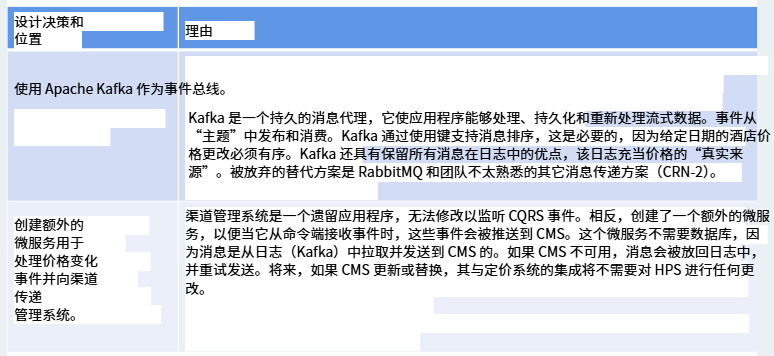 设计决策和
位置
理由
使用 Apache Kafka 作为事件总线。
Kafka 是一个持久的消息代理，它使应用程序能够处理、持久化和重新处理流式数据。事件从
“主题”中发布和消费。Kafka 通过使用键支持消息排序，这是必要的，因为给定日期的酒店价
格更改必须有序。Kafka 还具有保留所有消息在日志中的优点，该日志充当价格的“真实来
源”。被放弃的替代方案是 RabbitMQ 和团队不太熟悉的其它消息传递方案（CRN-2）。
创建额外的
微服务用于
处理价格变化
事件并向渠道
传递
管理系统。
渠道管理系统是一个遗留应用程序，无法修改以监听 CQRS 事件。相反，创建了一个额外的微服
务，以便当它从命令端接收事件时，这些事件会被推送到 CMS。这个微服务不需要数据库，因
为消息是从日志（Kafka）中拉取并发送到 CMS 的。如果 CMS 不可用，消息会被放回日志中，
并重试发送。将来，如果 CMS 更新或替换，其与定价系统的集成将不需要对 HPS 进行任何更
改。